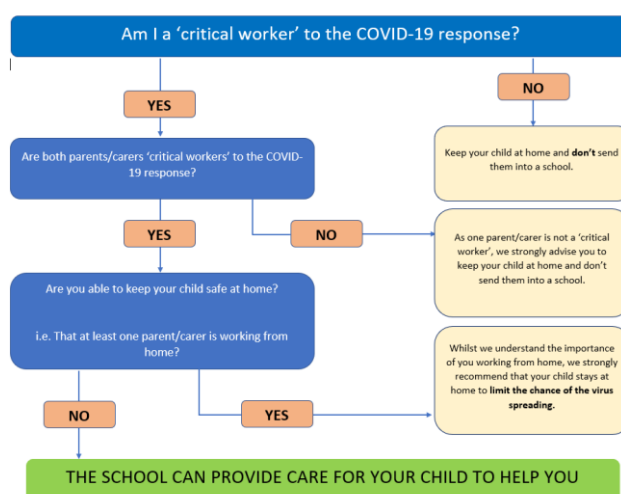 Am I a ‘critical worker’ to the COVID-19 response?
YES
NO
Are both parents/carers ‘critical workers’ to the COVID-
19 response?
Keep your child at home and don’t send
them into a school.
YES
NO
As one parent/carer is not a ‘critical
worker’, we strongly advise you to
keep your child at home and don’t
send them into a school.
Are you able to keep your child safe at home?
i.e. That at least one parent/carer is working from
home?
Whilst we understand the importance
of you working from home, we strongly
recommend that your child stays at
home to limit the chance of the virus
spreading.
NO
YES
THE SCHOOL CAN PROVIDE CARE FOR YOUR CHILD TO HELP YOU